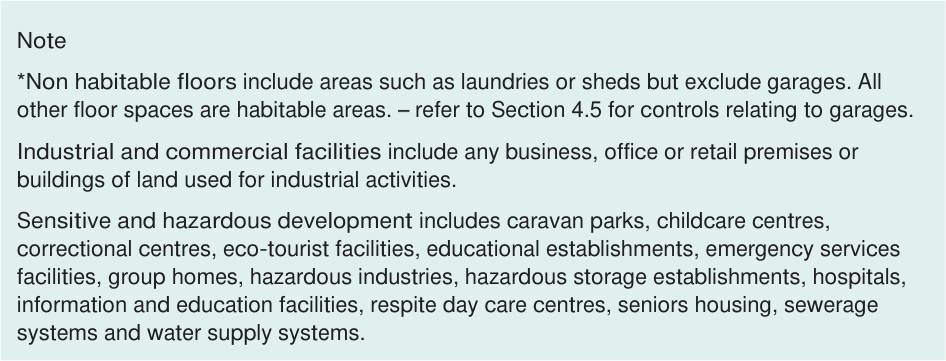 Note
*Non habitable floors include areas such as laundries or sheds but exclude garages. All
other floor spaces are habitable areas. – refer to Section 4.5 for controls relating to garages.
Industrial and commercial facilities include any business, office or retail premises or
buildings of land used for industrial activities.
Sensitive and hazardous development includes caravan parks, childcare centres,
correctional centres, eco-tourist facilities, educational establishments, emergency services
facilities, group homes, hazardous industries, hazardous storage establishments, hospitals,
information and education facilities, respite day care centres, seniors housing, sewerage
systems and water supply systems.